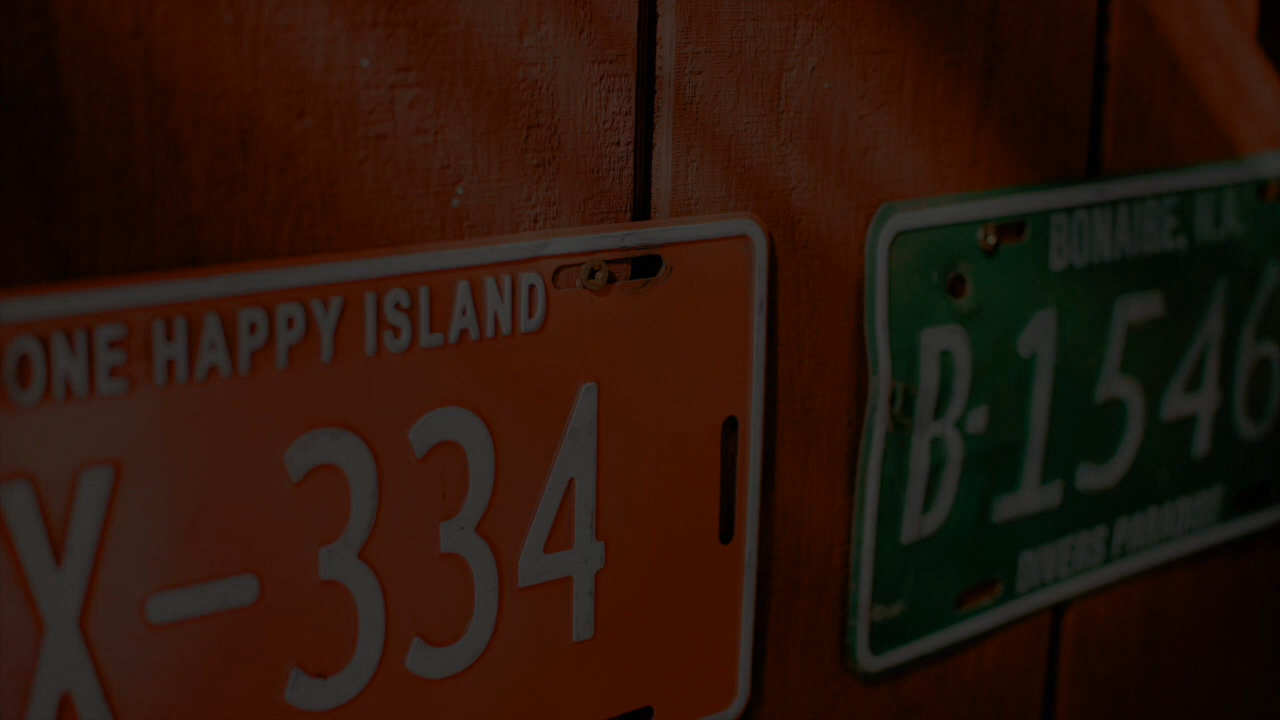 ONE HAPPY ISLAND
X-334
BONAIRE, N.A.
B·1546
DIVERS PARADISE